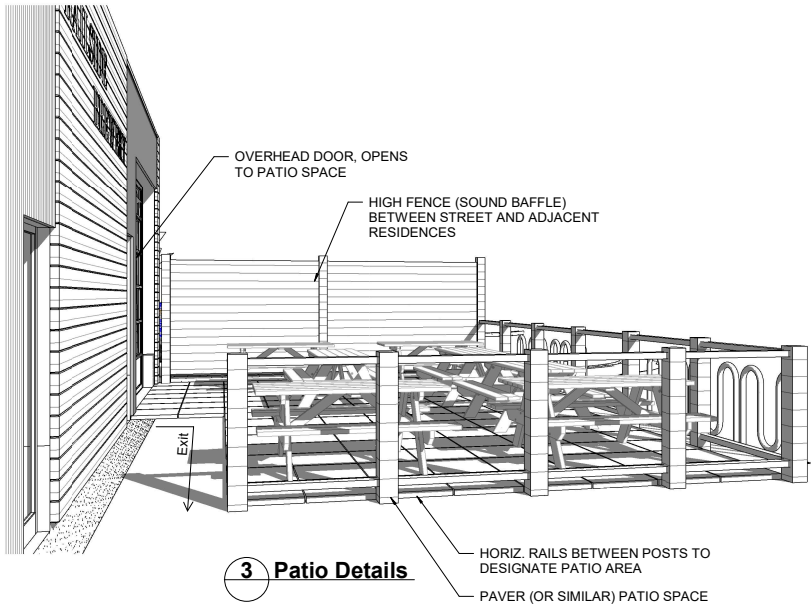 OVERHEAD DOOR, OPENS
TO PATIO SPACE
HIGH FENCE (SOUND BAFFLE)
BETWEEN STREET AND ADJACENT
RESIDENCES
Exit
HORIZ. RAILS BETWEEN POSTS TO
DESIGNATE PATIO AREA
PAVER (OR SIMILAR) PATIO SPACE
3 Patio Details